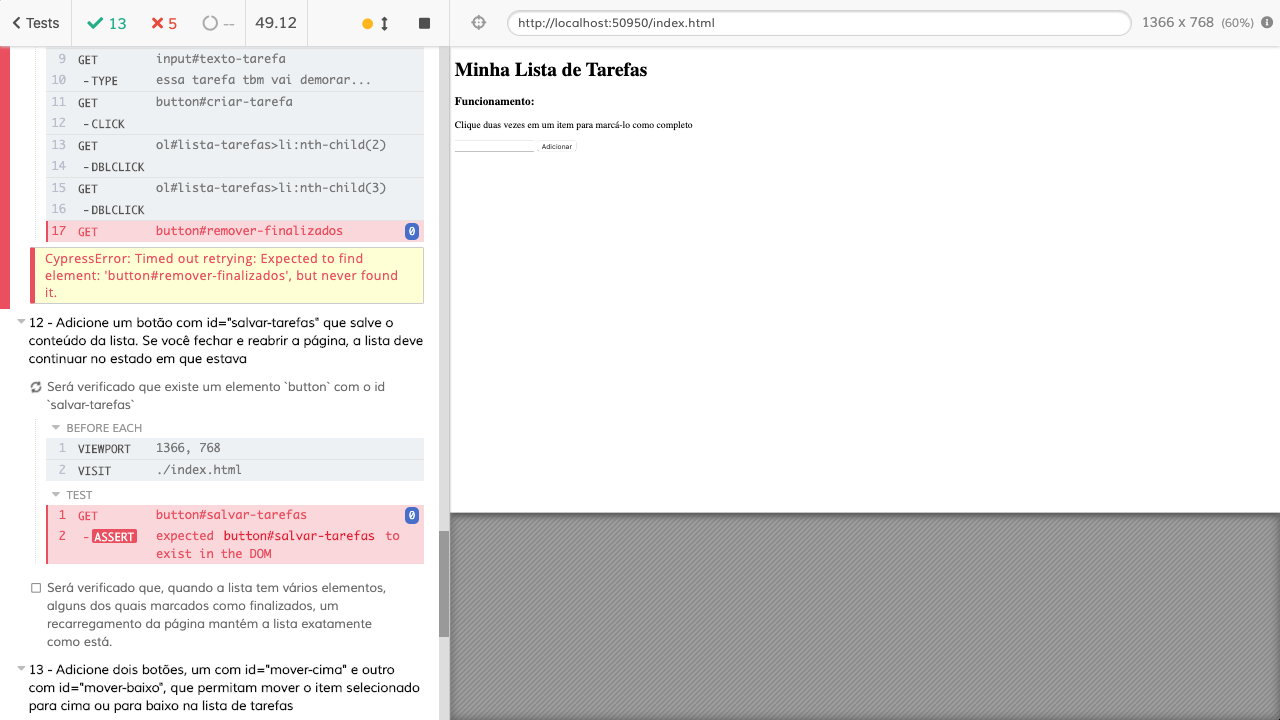 Tests 13 5 -- 49.12 http://localhost:50950/index.html 1366 x 768 (60%)
9 GET input#texto-tarefa
10 -TYPE essa tarefa tbm vai demorar...
11 GET button#criar-tarefa
12 -CLICK
13 GET ol#lista-tarefas>li:nth-child(2)
14 -DBLCLICK
15 GET ol#lista-tarefas>li:nth-child(3)
16 -DBLCLICK
17 GET button#remover-finalizados 0
CypressError: Timed out retrying: Expected to find
element: 'button#remover-finalizados', but never found
it.
12 - Adicione um botão com id="salvar-tarefas" que salve o
conteúdo da lista. Se você fechar e reabrir a página, a lista deve
continuar no estado em que estava
Será verificado que existe um elemento `button` com o id
`salvar-tarefas`
BEFORE EACH
1 VIEWPORT 1366, 768
2 VISIT ./index.html
TEST
1 GET button#salvar-tarefas 0
2 -ASSERT expected button#salvar-tarefas to
exist in the DOM
Será verificado que, quando a lista tem vários elementos,
alguns dos quais marcados como finalizados, um
recarregamento da página mantém a lista exatamente
como está.
13 - Adicione dois botões, um com id="mover-cima" e outro
com id="mover-baixo", que permitam mover o item selecionado
para cima ou para baixo na lista de tarefas
Minha Lista de Tarefas
Funcionamento:
Clique duas vezes em um item para marcá-lo como completo
Adicionar